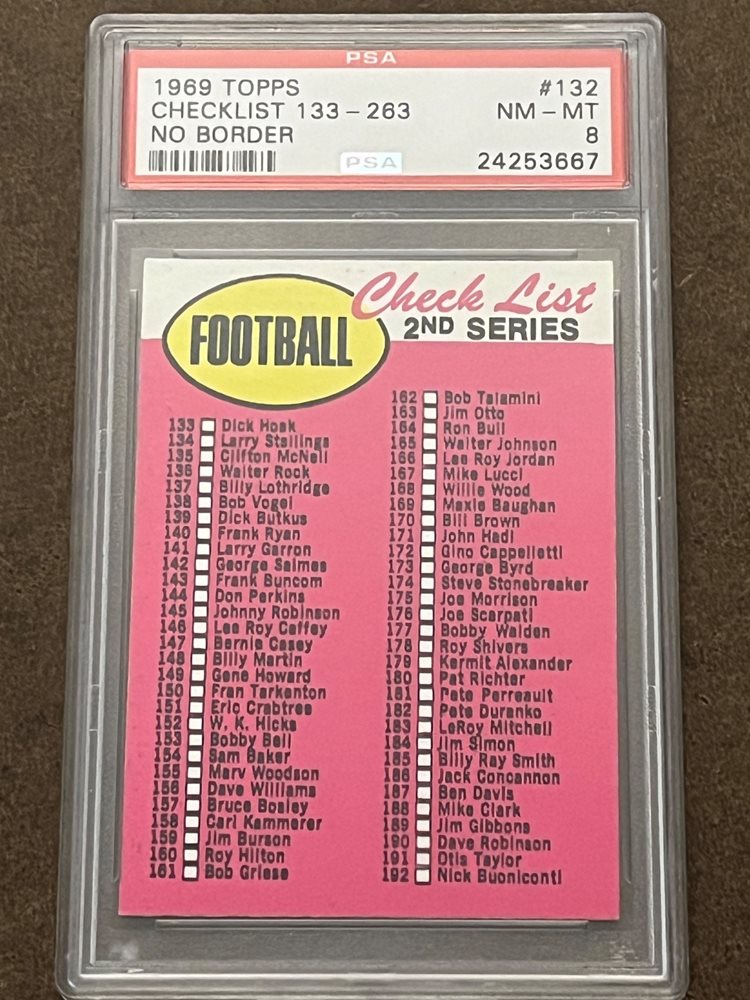 PSA
1969 TOPPS #132
CHECKLIST 133-263 NM-MT
NO BORDER 8
PSA 24253667
Check List
FOOTBALL 2ND SERIES
133 Dick Hoak
134 Larry Stallings
135 Clifton McNeil
136 Walter Rock
137 Billy Lothridge
138 Bob Vogel
139 Dick Butkus
140 Frank Ryan
141 Larry Garron
142 George Saimes
143 Frank Buncom
144 Don Perkins
145 Johnny Robinson
146 Lee Roy Caffey
147 Bernie Casey
148 Billy Martin
149 Gene Howard
150 Fran Tarkenton
151 Eric Crabtree
152 W. K. Hicks
153 Bobby Bell
154 Sam Baker
155 Marv Woodson
156 Dave Williams
157 Bruce Bosley
158 Carl Kammerer
159 Jim Burson
160 Roy Hilton
161 Bob Griese
162 Bob Talamini
163 Jim Otto
164 Ron Bull
165 Walter Johnson
166 Lee Roy Jordan
167 Mike Lucci
168 Willie Wood
169 Maxie Baughan
170 Bill Brown
171 John Hadl
172 Gino Cappelletti
173 George Byrd
174 Steve Stonebreaker
175 Joe Morrison
176 Joe Scarpati
177 Bobby Walden
178 Roy Shivers
179 Kermit Alexander
180 Pat Richter
181 Pete Perreault
182 Pete Duranko
183 LeRoy Mitchell
184 Jim Simon
185 Billy Ray Smith
186 Jack Concannon
187 Ben Davis
188 Mike Clark
189 Jim Gibbons
190 Dave Robinson
191 Otis Taylor
192 Nick Buoniconti